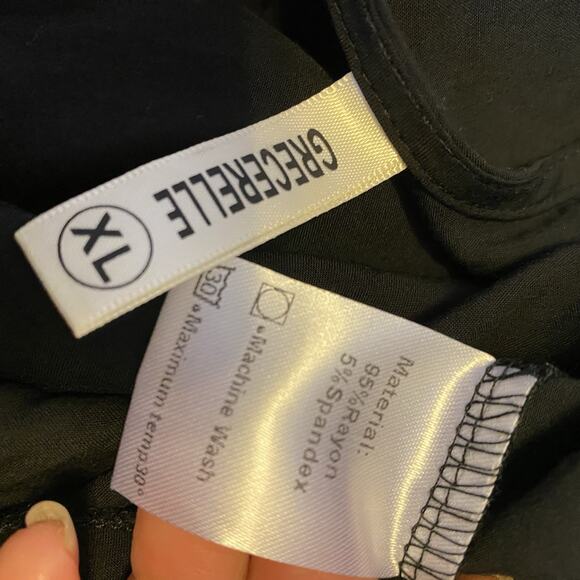 GRECERELLE
XL
Material:
95%Rayon
5%Spandex
Machine Wash
30
Maximum temp30°